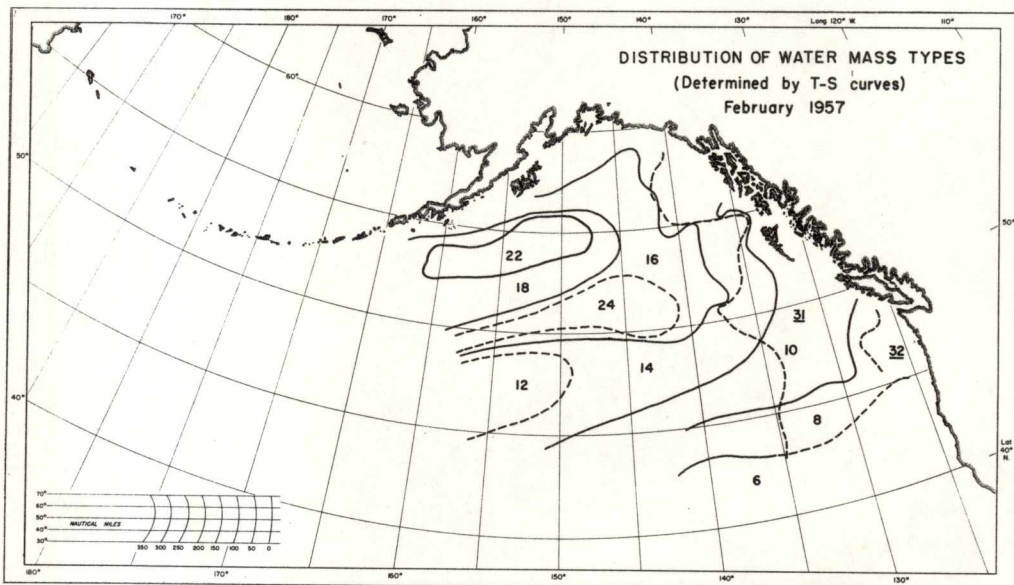 170° 180° 170° 160° 150° 140° 130° Long 120° W. 110°
DISTRIBUTION OF WATER MASS TYPES
(Determined by T-S curves)
February 1957
60°
50°
50°
22
16
18
24
31
10
32
12
14
8
40°
Lat
40°
N.
6
70°
60°
50°
40°
30°
NAUTICAL MILES
350 300 250 200 150 100 50 0
180° 170° 160° 150° 140° 130°